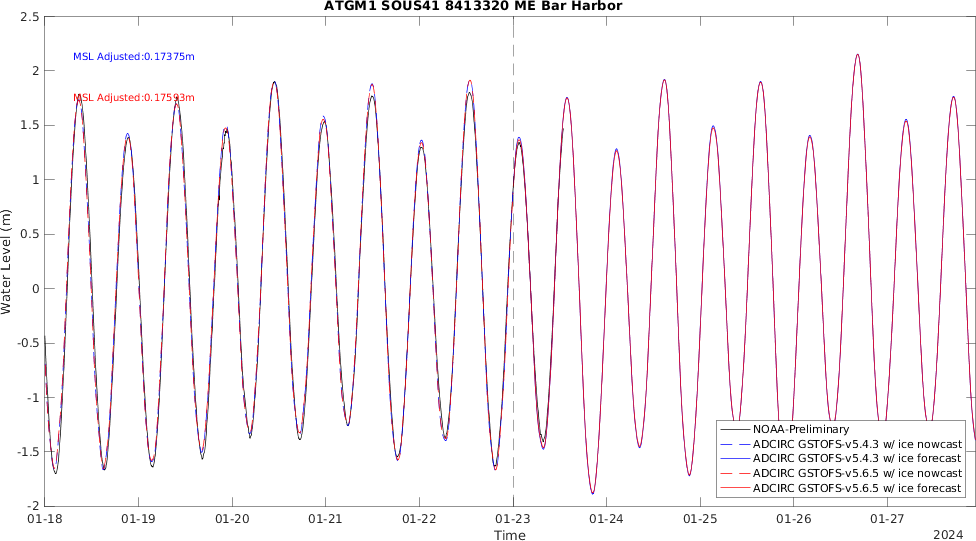 ATGM1 SOUS41 8413320 ME Bar Harbor
MSL Adjusted:0.17375m
MSL Adjusted:0.17593m
Water Level (m)
2.5
2
1.5
1
0.5
0
-0.5
-1
-1.5
-2
NOAA-Preliminary
ADCIRC GSTOFS-v5.4.3 w/ ice nowcast
ADCIRC GSTOFS-v5.4.3 w/ ice forecast
ADCIRC GSTOFS-v5.6.5 w/ ice nowcast
ADCIRC GSTOFS-v5.6.5 w/ ice forecast
01-18 01-19 01-20 01-21 01-22 01-23 01-24 01-25 01-26 01-27
Time
2024